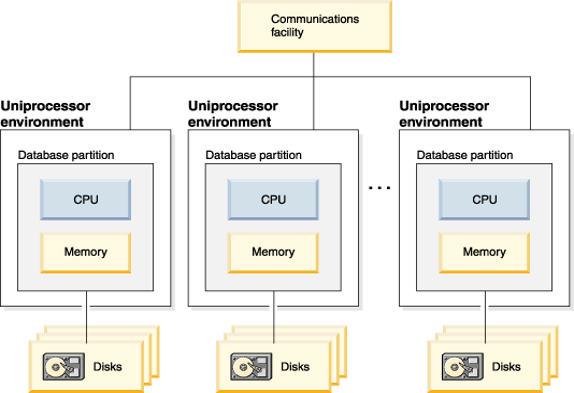 Communications
facility
Uniprocessor
environment
Database partition
CPU
Memory
Disks
Uniprocessor
environment
Database partition
CPU
Memory
Disks
...
Uniprocessor
environment
Database partition
CPU
Memory
Disks